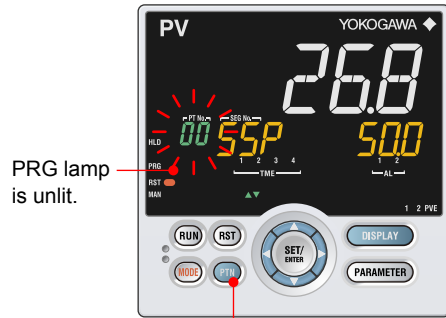 PV YOKOGAWA
26.8
PT No. SEG No.
HLD 00 SSP 50.0
1 2 3 4 1 2
PRG TME AL
RST
MAN
1 2 PVE
PRG lamp
is unlit.
RUN RST SET/ DISPLAY
ENTER
MODE PTN PARAMETER